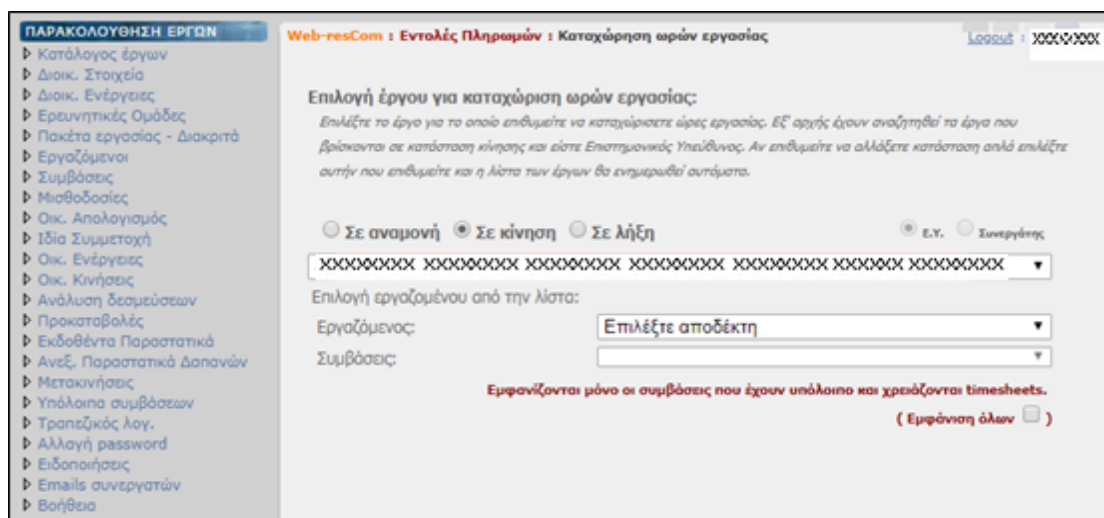 ΠΑΡΑΚΟΛΟΥΘΗΣΗ ΕΡΓΩΝ
Κατάλογος έργων
Διοικ. Στοιχεία
Διοικ. Ενέργειες
Ερευνητικές Ομάδες
Πακέτα εργασίας - Διακριτά
Εργαζόμενοι
Συμβάσεις
Μισθοδοσίες
Οικ. Απολογισμός
Ιδία Συμμετοχή
Οικ. Ενέργειες
Οικ. Κινήσεις
Ανάλυση δεσμεύσεων
Προκαταβολές
Εκδοθέντα Παραστατικά
Ανεξ. Παραστατικά Δαπανών
Μετακινήσεις
Υπόλοιπα συμβάσεων
Τραπεζικός λογ.
Αλλαγή password
Ειδοποιήσεις
Emails συνεργατών
Βοήθεια
Web-resCom : Εντολές Πληρωμών : Καταχώρηση ωρών εργασίας
Logout : XXXXXXXX
Επιλογή έργου για καταχώριση ωρών εργασίας:
Επιλέξτε το έργο για το οποίο επιθυμείτε να καταχώρισετε ώρες εργασίας. Εξ' αρχής έχουν αναζητηθεί τα έργα που
βρίσκονται σε κατάσταση κίνησης και είστε Επιστημονικός Υπεύθυνος. Αν επιθυμείτε να αλλάξετε κατάσταση απλά επιλέξτε
αυτήν που επιθυμείτε και η λίστα των έργων θα ενημερωθεί αυτόματα.
Σε αναμονή Σε κίνηση Σε λήξη Ε.Υ. Συνεργάτης
XXXXXXXX XXXXXXXX XXXXXXXX XXXXXXXX XXXXXXXX XXXXXX XXXXXXXX
Επιλογή εργαζομένου από την λίστα:
Εργαζόμενος: Επιλέξτε αποδέκτη
Συμβάσεις:
Εμφανίζονται μόνο οι συμβάσεις που έχουν υπόλοιπο και χρειάζονται timesheets.
( Εμφάνιση όλων )